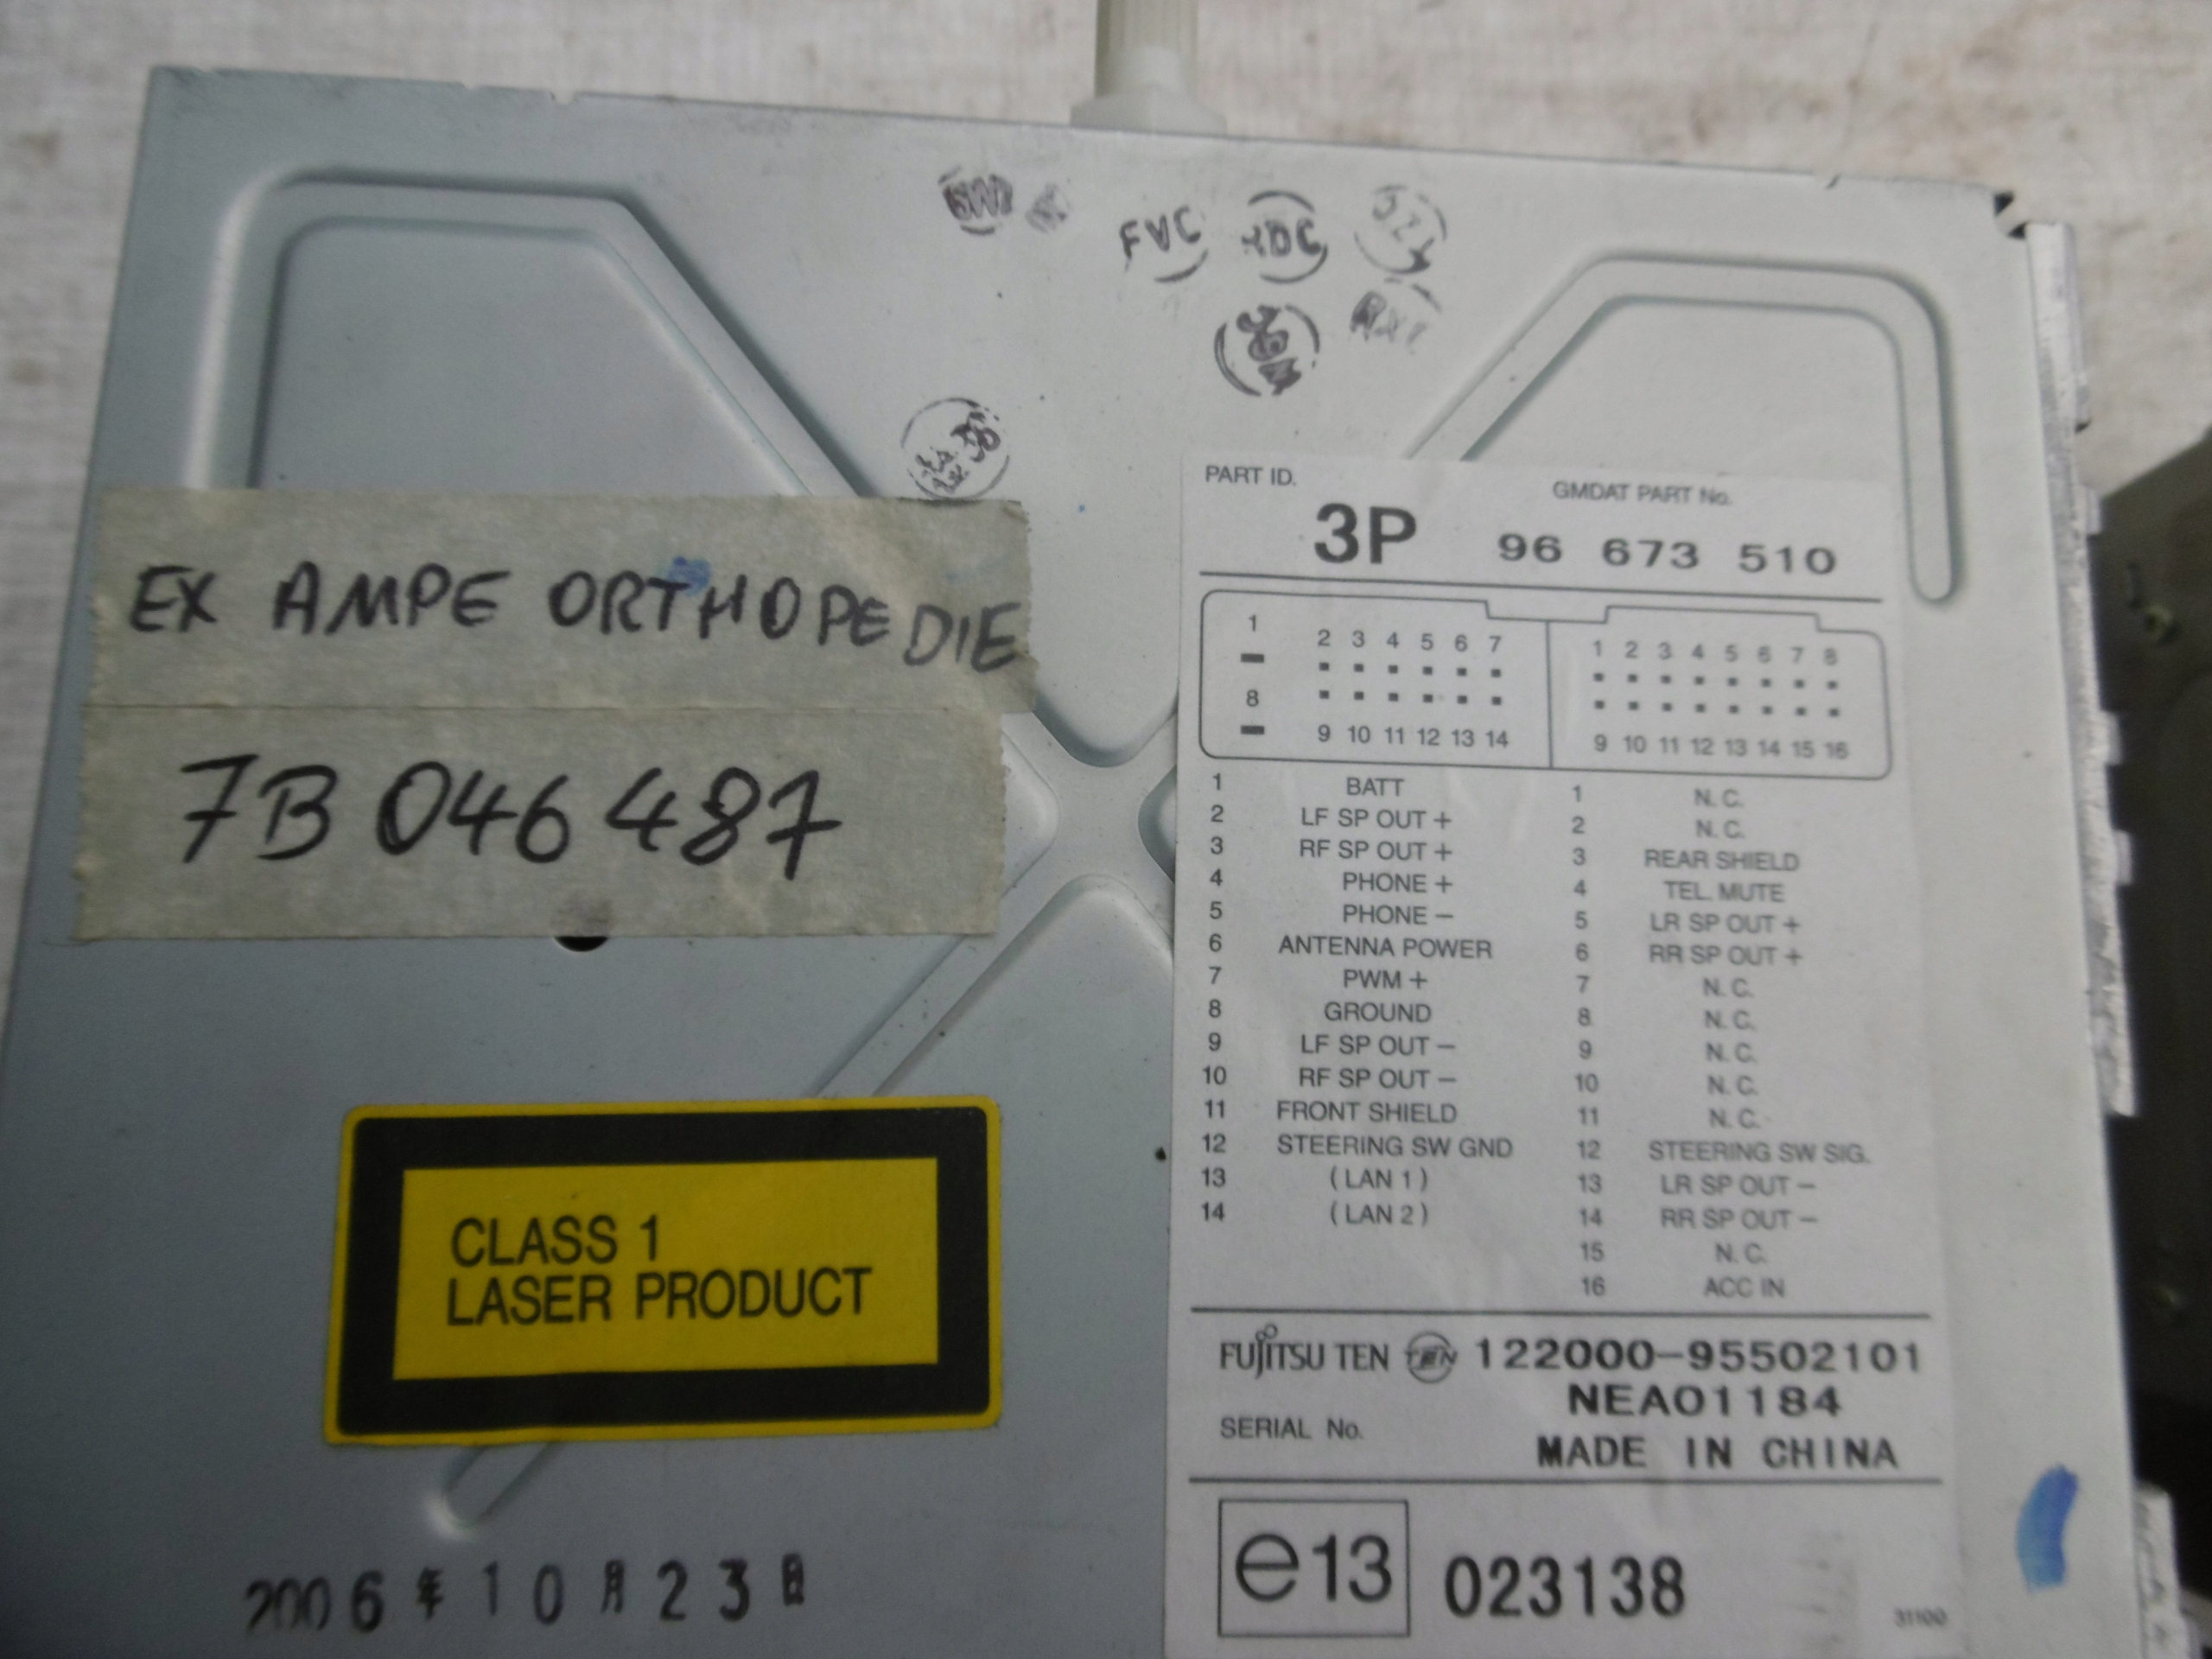 FVC
EX AMPE ORTHOPEDIE
7B 046 487
CLASS 1
LASER PRODUCT
2006年10月23日
PART ID. GMDAT PART No.
3P 96 673 510
1 2 3 4 5 6 7 1 2 3 4 5 6 7 8
8 9 10 11 12 13 14 9 10 11 12 13 14 15 16
1 BATT 1 N.C.
2 LF SP OUT + 2 N.C.
3 RF SP OUT + 3 REAR SHIELD
4 PHONE + 4 TEL. MUTE
5 PHONE – 5 LR SP OUT +
6 ANTENNA POWER 6 RR SP OUT +
7 PWM + 7 N.C.
8 GROUND 8 N.C.
9 LF SP OUT – 9 N.C.
10 RF SP OUT – 10 N.C.
11 FRONT SHIELD 11 N.C.
12 STEERING SW GND 12 STEERING SW SIG.
13 (LAN 1) 13 LR SP OUT –
14 (LAN 2) 14 RR SP OUT –
15 N.C.
16 ACC IN
FUJITSU TEN TEN 122000-95502101
NEA01184
SERIAL No.
MADE IN CHINA
e13 023138
31100